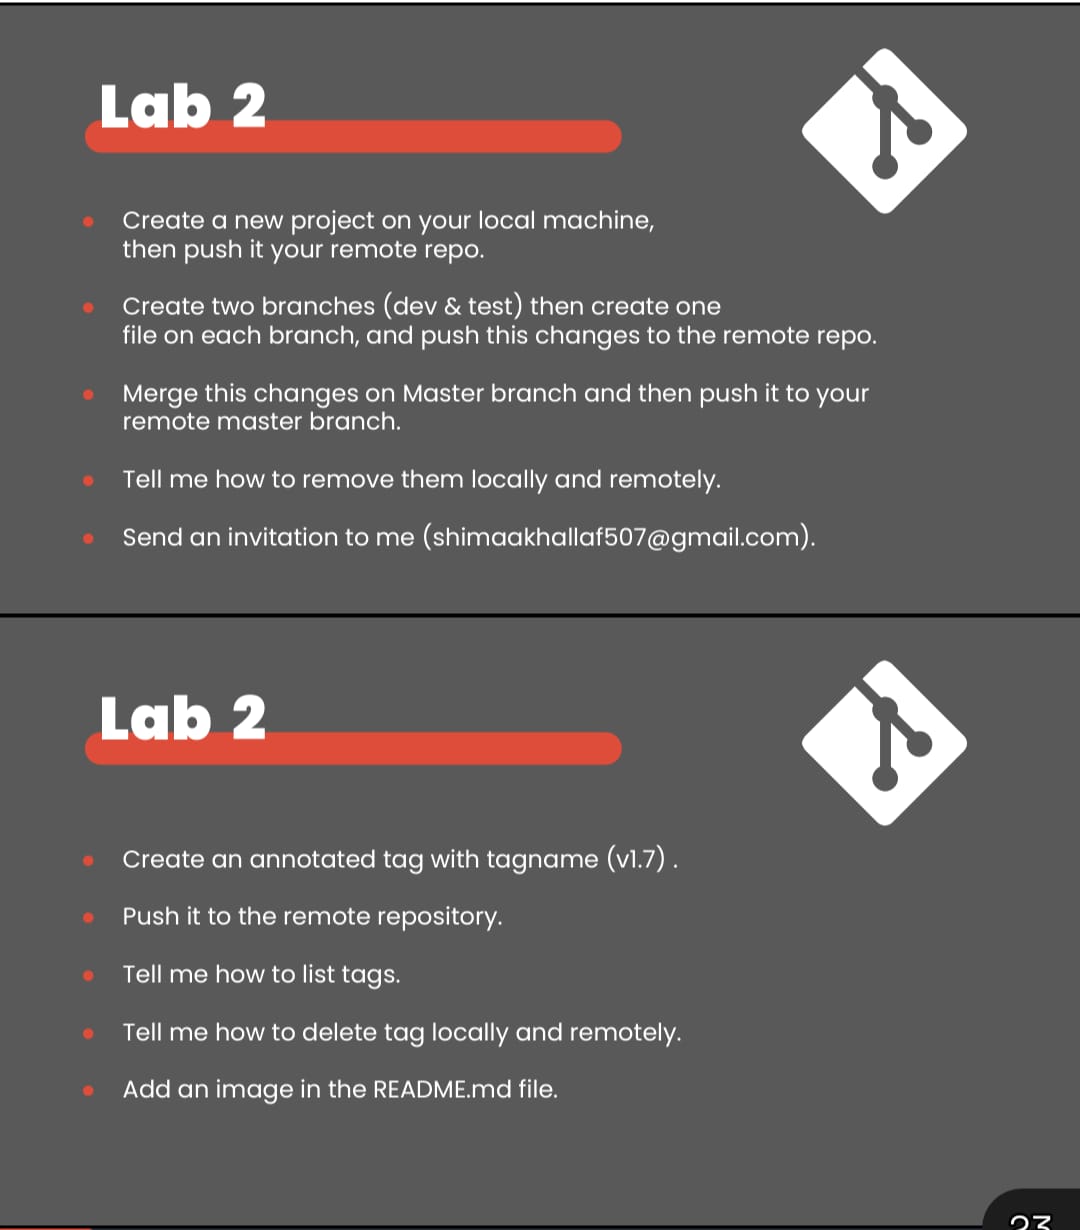 Lab 2
Create a new project on your local machine,
then push it your remote repo.
Create two branches (dev & test) then create one
file on each branch, and push this changes to the remote repo.
Merge this changes on Master branch and then push it to your
remote master branch.
Tell me how to remove them locally and remotely.
Send an invitation to me (shimaakhallaf507@gmail.com).
Lab 2
Create an annotated tag with tagname (v1.7) .
Push it to the remote repository.
Tell me how to list tags.
Tell me how to delete tag locally and remotely.
Add an image in the README.md file.
23